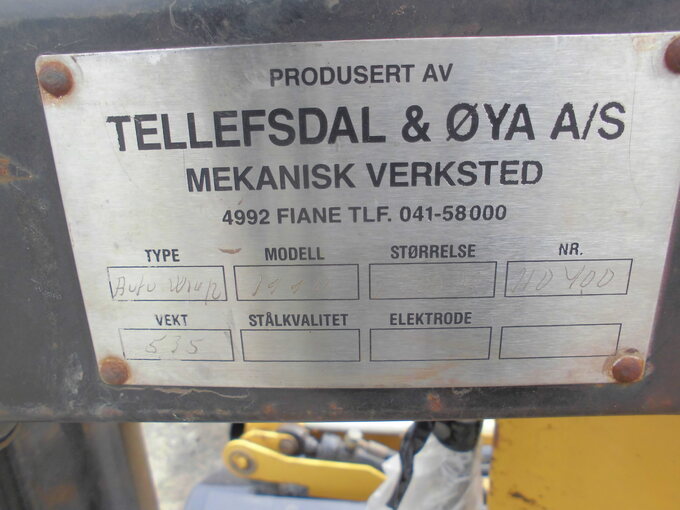 PRODUSERT AV
TELLEFSDAL & ØYA A/S
MEKANISK VERKSTED
4992 FIANE TLF. 041-58000
TYPE MODELL STØRRELSE NR.
400
VEKT STÅLKVALITET ELEKTRODE
535